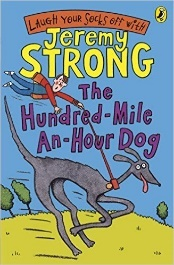 LAUGH YOUR SOCKS OFF WITH
Jeremy
STRONG
The
Hundred-Mile
An-Hour Dog